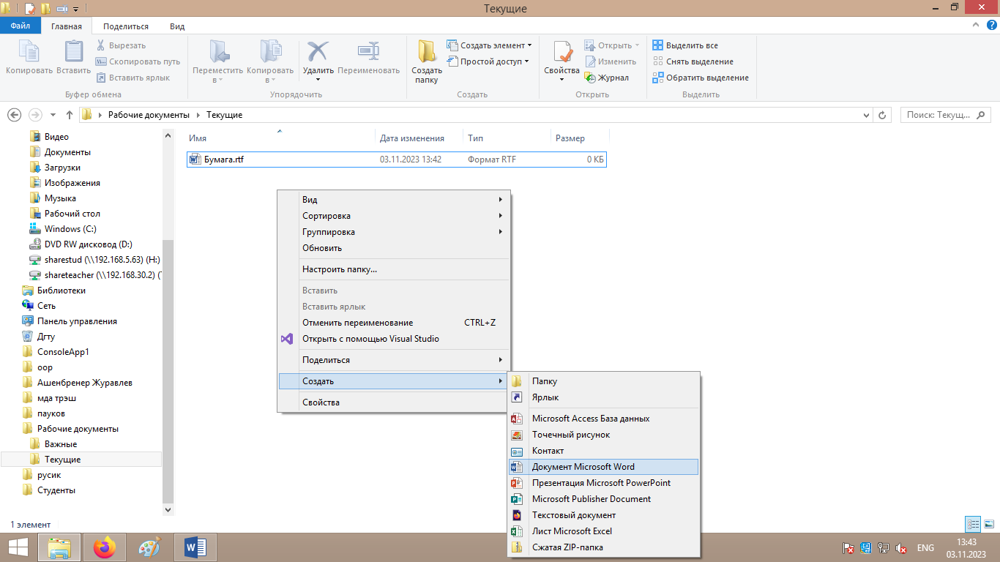 Текущие
Файл Главная Поделиться Вид
Копировать Вставить Вырезать Скопировать путь Вставить ярлык
Буфер обмена
Переместить в Копировать в Удалить Переименовать
Упорядочить
Создать папку Создать элемент Простой доступ
Создать
Свойства Открыть Изменить Журнал
Открыть
Выделить все Снять выделение Обратить выделение
Выделить
Рабочие документы Текущие
Поиск: Текущ...
Видео
Документы
Загрузки
Изображения
Музыка
Рабочий стол
Windows (C:)
DVD RW дисковод (D:)
sharestud (\\192.168.5.63) (H:)
shareteacher (\\192.168.30.2) (
Библиотеки
Сеть
Панель управления
Дгту
ConsoleApp1
оор
Ашенбренер Журавлев
мда трэш
пауков
Рабочие документы
Важные
Текущие
русик
Студенты
Имя Дата изменения Тип Размер
Бумага.rtf 03.11.2023 13:42 Формат RTF 0 КБ
Вид
Сортировка
Группировка
Обновить
Настроить папку...
Вставить
Вставить ярлык
Отменить переименование CTRL+Z
Открыть с помощью Visual Studio
Поделиться
Создать
Свойства
Папку
Ярлык
Microsoft Access База данных
Точечный рисунок
Контакт
Документ Microsoft Word
Презентация Microsoft PowerPoint
Microsoft Publisher Document
Текстовый документ
Лист Microsoft Excel
Сжатая ZIP-папка
1 элемент
ENG
13:43
03.11.2023